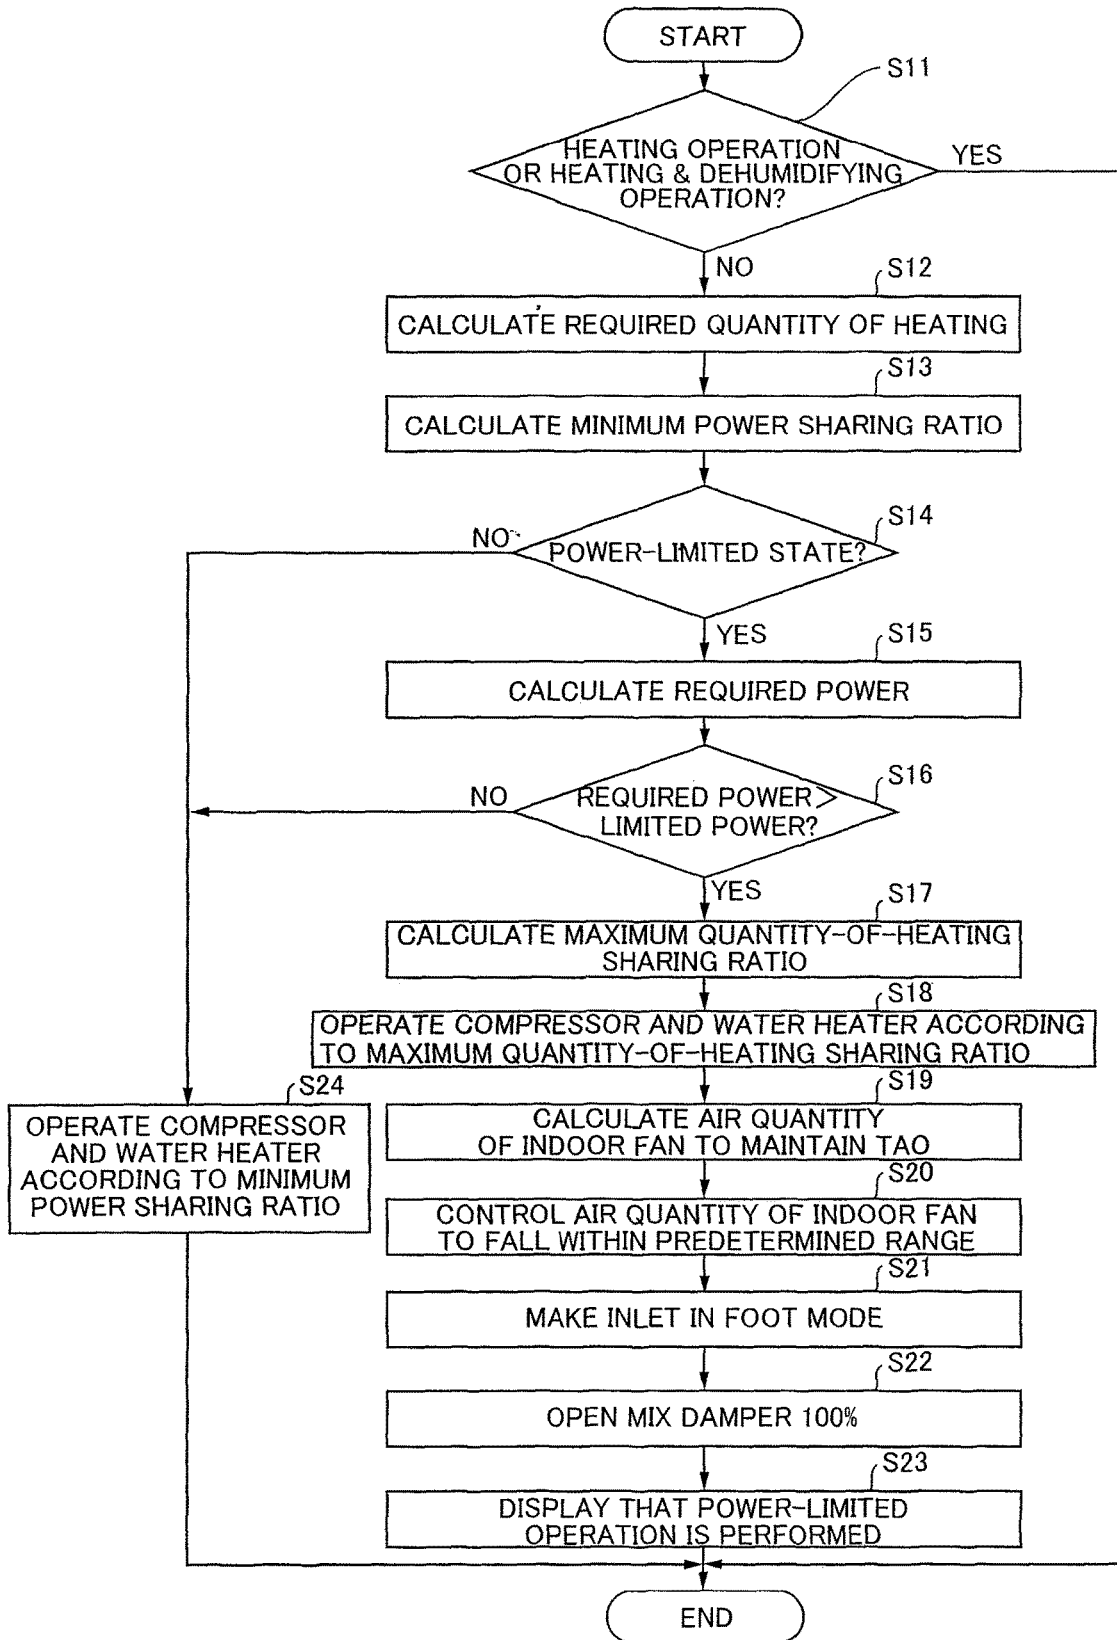 START
S11
HEATING OPERATION
OR HEATING & DEHUMIDIFYING
OPERATION?
YES
NO
S12
CALCULATE REQUIRED QUANTITY OF HEATING
S13
CALCULATE MINIMUM POWER SHARING RATIO
S14
NO
POWER-LIMITED STATE?
YES
S15
CALCULATE REQUIRED POWER
S16
NO
REQUIRED POWER >
LIMITED POWER?
YES
S17
CALCULATE MAXIMUM QUANTITY-OF-HEATING
SHARING RATIO
S18
OPERATE COMPRESSOR AND WATER HEATER ACCORDING
TO MAXIMUM QUANTITY-OF-HEATING SHARING RATIO
S24
OPERATE COMPRESSOR
AND WATER HEATER
ACCORDING TO MINIMUM
POWER SHARING RATIO
S19
CALCULATE AIR QUANTITY
OF INDOOR FAN TO MAINTAIN TAO
S20
CONTROL AIR QUANTITY OF INDOOR FAN
TO FALL WITHIN PREDETERMINED RANGE
S21
MAKE INLET IN FOOT MODE
S22
OPEN MIX DAMPER 100%
S23
DISPLAY THAT POWER-LIMITED
OPERATION IS PERFORMED
END